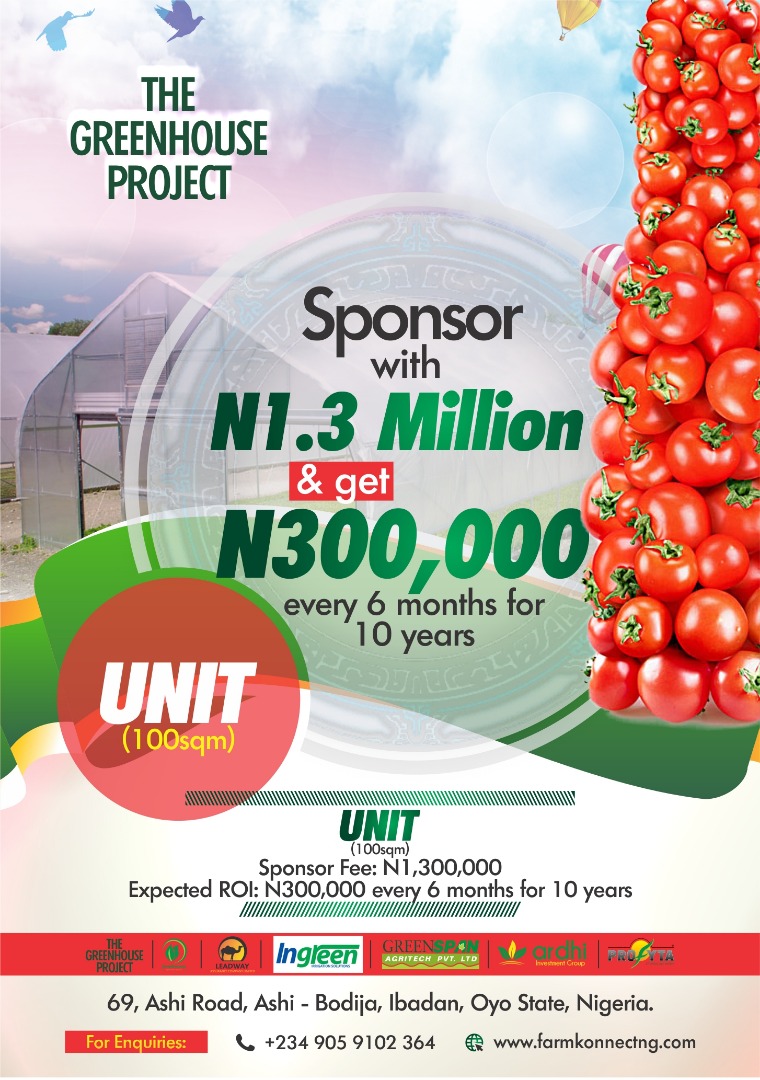 THE
GREENHOUSE
PROJECT
Sponsor
with
N1.3 Million
& get
N300,000
every 6 months for
10 years
UNIT
(100sqm)
UNIT
(100sqm)
Sponsor Fee: N1,300,000
Expected ROI: N300,000 every 6 months for 10 years
THE
GREENHOUSE
PROJECT
LEADWAY
Ingreen
IRRIGATION SOLUTIONS
GREENSPAN
AGRITECH PVT. LTD
ardhi
Investment Group
PROFYTA
69, Ashi Road, Ashi - Bodija, Ibadan, Oyo State, Nigeria.
For Enquiries: +234 905 9102 364 www.farmkonnectng.com